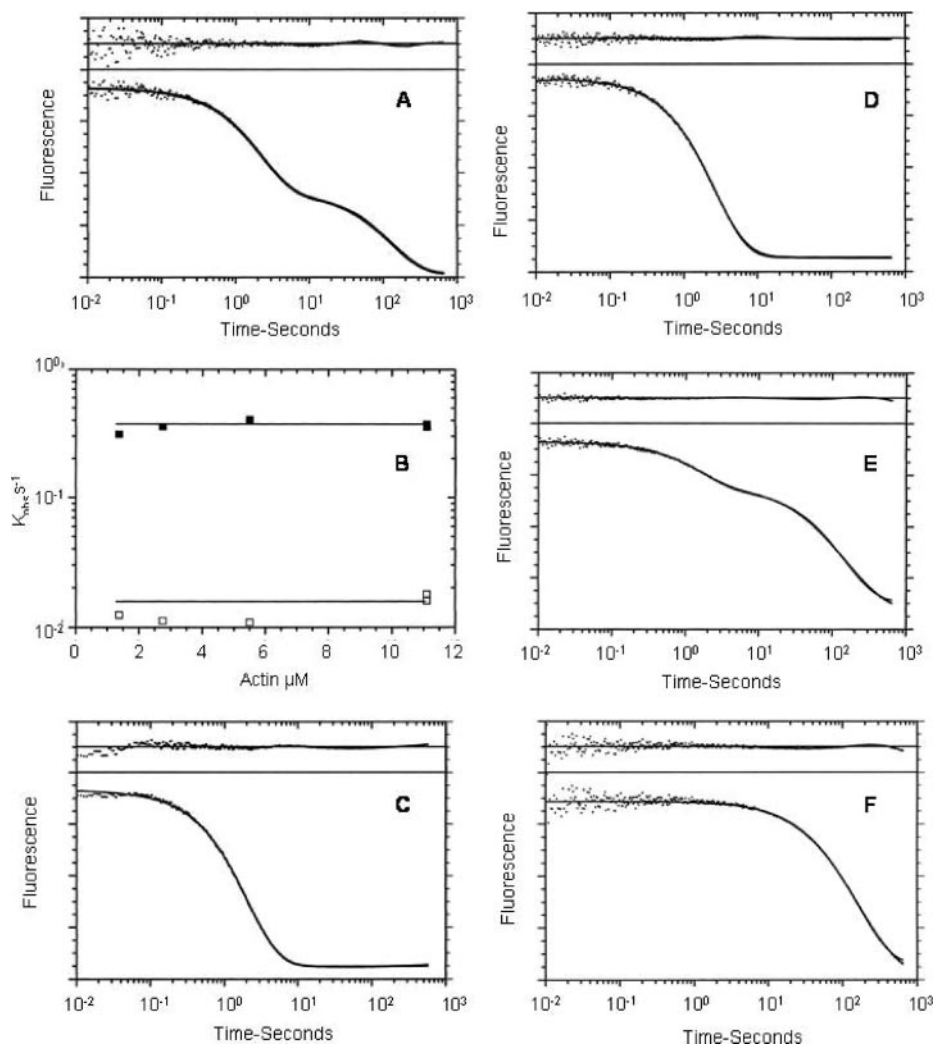 A
Fluorescence
10⁻² 10⁻¹ 10⁰ 10¹ 10² 10³
Time-Seconds
D
Fluorescence
10⁻² 10⁻¹ 10⁰ 10¹ 10² 10³
Time-Seconds
10⁰
10⁻¹
10⁻²
B
0 2 4 6 8 10 12
Actin µM
E
Fluorescence
10⁻² 10⁻¹ 10⁰ 10¹ 10² 10³
Time-Seconds
C
Fluorescence
10⁻² 10⁻¹ 10⁰ 10¹ 10² 10³
Time-Seconds
F
Fluorescence
10⁻² 10⁻¹ 10⁰ 10¹ 10² 10³
Time-Seconds